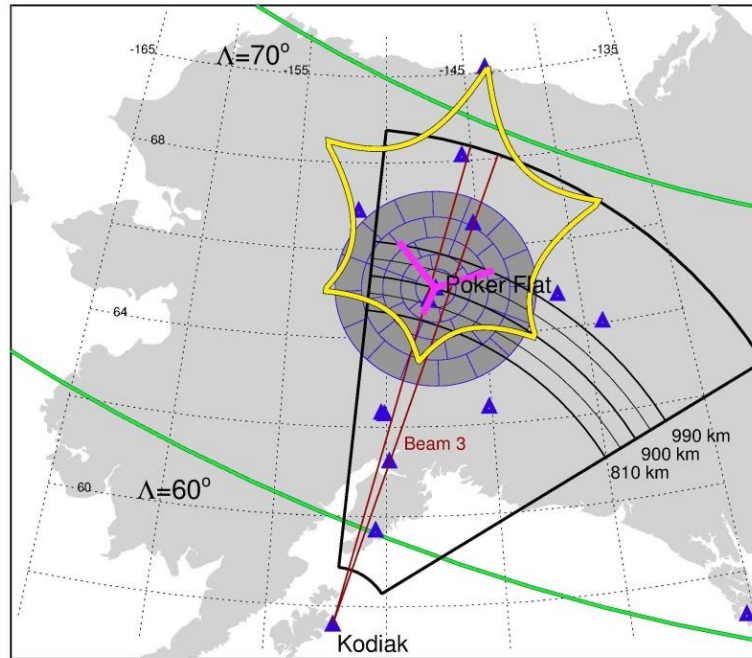 -165
Λ=70°
-155
-145
-135
68
Poker Flat
64
Beam 3
990 km
900 km
810 km
60
Λ=60°
Kodiak